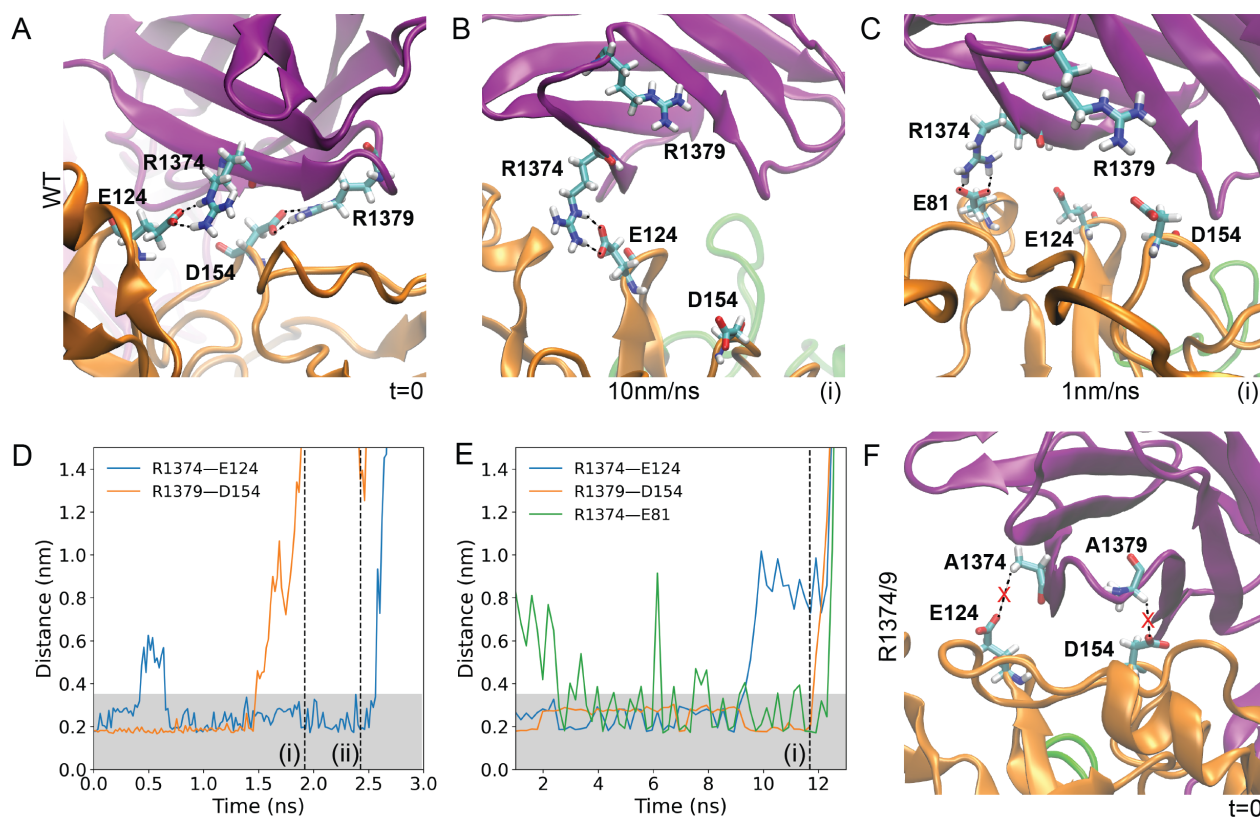 A
WT
R1374
E124
R1379
D154
t=0
B
R1379
R1374
E124
D154
10nm/ns
(i)
C
R1374
R1379
E81
E124
D154
1nm/ns
(i)
D
R1374—E124
R1379—D154
Distance (nm)
1.4
1.2
1.0
0.8
0.6
0.4
0.2
0.0
(i)
(ii)
0.0 0.5 1.0 1.5 2.0 2.5 3.0
Time (ns)
E
R1374—E124
R1379—D154
R1374—E81
Distance (nm)
1.4
1.2
1.0
0.8
0.6
0.4
0.2
0.0
(i)
2 4 6 8 10 12
Time (ns)
F
R1374/9
A1379
A1374
X
E124
X
D154
t=0